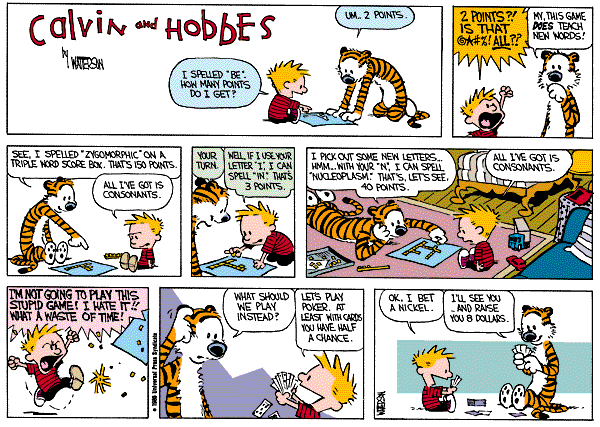 Calvin and Hobbes
by WATERSON
I SPELLED "BE".
HOW MANY POINTS
DO I GET?
UM.. 2 POINTS.
2 POINTS?!
IS THAT
@*#%! ALL??
MY, THIS GAME
DOES TEACH
NEW WORDS!
SEE, I SPELLED "ZYGOMORPHIC" ON A
TRIPLE WORD SCORE BOX. THAT'S 150 POINTS.
ALL I'VE GOT IS
CONSONANTS.
YOUR
TURN.
WELL, IF I USE YOUR
LETTER "I", I CAN
SPELL "IN". THAT'S
3 POINTS.
I PICK OUT SOME NEW LETTERS...
HMM... WITH YOUR "N", I CAN SPELL
"NUCLEOPLASM". THAT'S, LET'S SEE..
40 POINTS.
ALL I'VE GOT IS
CONSONANTS.
I'M NOT GOING TO PLAY THIS
STUPID GAME! I HATE IT!!
WHAT A WASTE OF TIME!
© 1989 Universal Press Syndicate
WHAT SHOULD
WE PLAY
INSTEAD?
LET'S PLAY
POKER. AT
LEAST WITH CARDS
YOU HAVE HALF
A CHANCE.
OK, I BET
A NICKEL.
I'LL SEE YOU
...AND RAISE
YOU 8 DOLLARS.
WATERSON